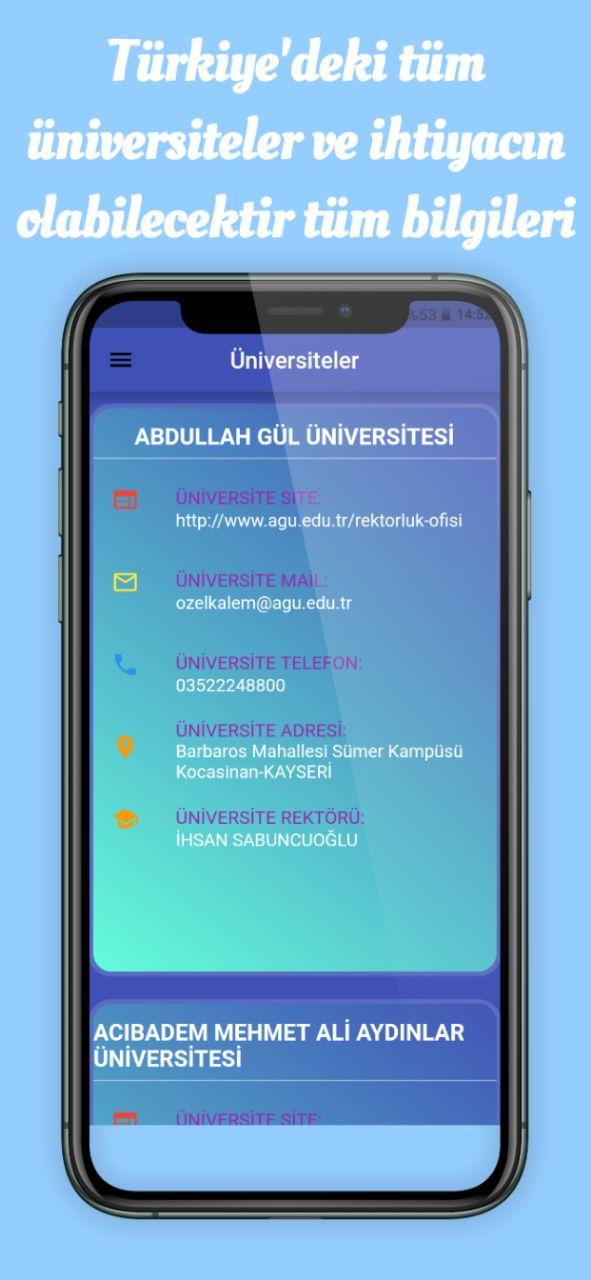 Türkiye'deki tüm
üniversiteler ve ihtiyacın
olabilecektir tüm bilgileri
%53 14:52
Üniversiteler
ABDULLAH GÜL ÜNİVERSİTESİ
ÜNİVERSİTE SİTE:
http://www.agu.edu.tr/rektorluk-ofisi
ÜNİVERSİTE MAİL:
ozelkalem@agu.edu.tr
ÜNİVERSİTE TELEFON:
03522248800
ÜNİVERSİTE ADRESİ:
Barbaros Mahallesi Sümer Kampüsü
Kocasinan-KAYSERİ
ÜNİVERSİTE REKTÖRÜ:
İHSAN SABUNCUOĞLU
ACIBADEM MEHMET ALİ AYDINLAR
ÜNİVERSİTESİ
ÜNİVERSİTE SİTE: